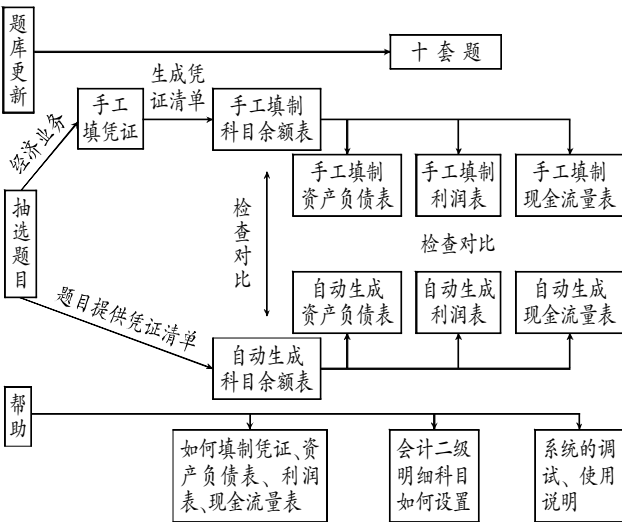 题库更新
十套题
生成凭
证清单
手工
填凭证
手工填制
科目余额表
经济业务
手工填制
资产负债表
手工填制
利润表
手工填制
现金流量表
抽选题目
检查对比
检查对比
自动生成
资产负债表
自动生成
利润表
自动生成
现金流量表
题目提供凭证清单
自动生成
科目余额表
帮助
如何填制凭证、资
产负债表、利润
表、现金流量表
会计二级
明细科目
如何设置
系统的调
试、使用
说明